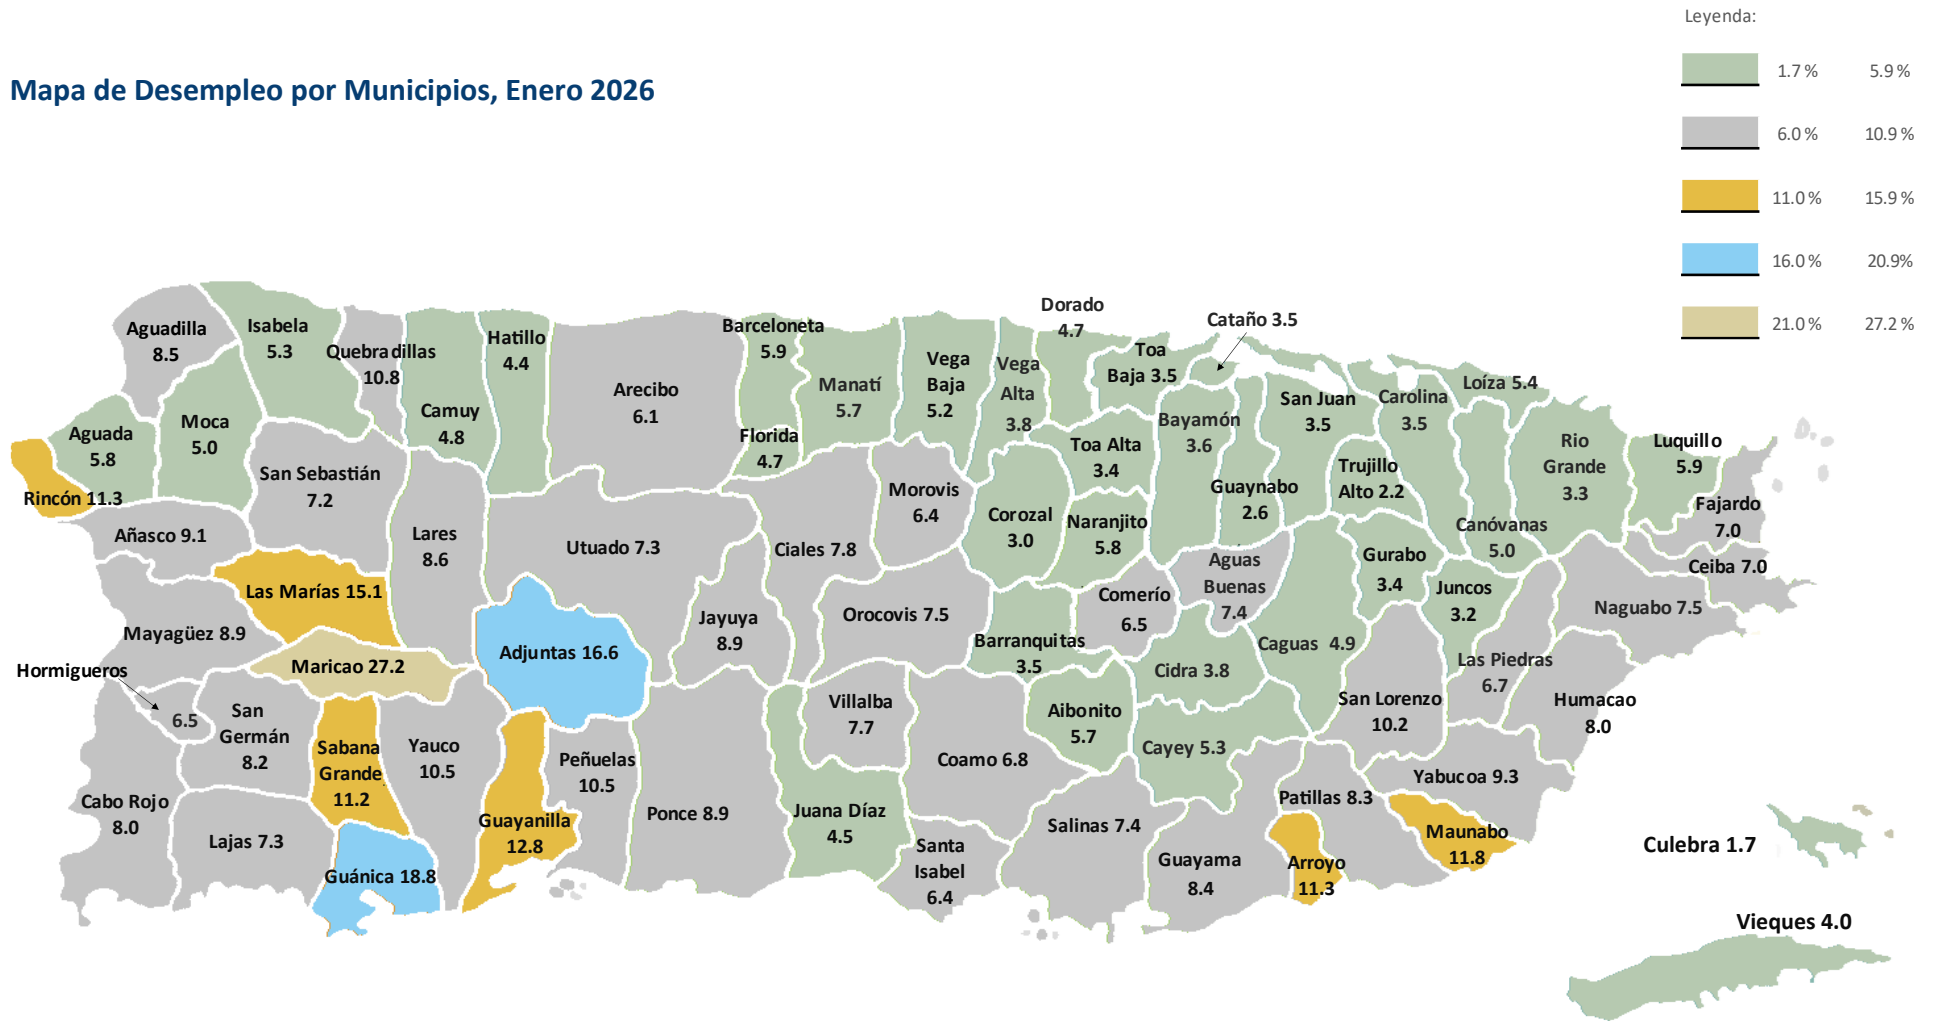 Leyenda:
1.7 % 5.9 %
6.0 % 10.9 %
11.0 % 15.9 %
16.0 % 20.9%
21.0 % 27.2 %
Mapa de Desempleo por Municipios, Enero 2026
Aguadilla
8.5
Isabela
5.3
Quebradillas
10.8
Camuy
4.8
Hatillo
4.4
Arecibo
6.1
Barceloneta
5.9
Florida
4.7
Manatí
5.7
Vega
Baja
5.2
Vega
Alta
3.8
Dorado
4.7
Toa
Baja 3.5
Cataño 3.5
Toa Alta
3.4
Bayamón
3.6
Guaynabo
2.6
San Juan
3.5
Trujillo
Alto 2.2
Carolina
3.5
Loíza 5.4
Canóvanas
5.0
Rio
Grande
3.3
Luquillo
5.9
Fajardo
7.0
Ceiba 7.0
Aguada
5.8
Moca
5.0
Rincón 11.3
Añasco 9.1
San Sebastián
7.2
Lares
8.6
Utuado 7.3
Ciales 7.8
Morovis
6.4
Corozal
3.0
Naranjito
5.8
Aguas
Buenas
7.4
Gurabo
3.4
Juncos
3.2
Naguabo 7.5
Las Marías 15.1
Mayagüez 8.9
Maricao 27.2
Adjuntas 16.6
Jayuya
8.9
Orocovis 7.5
Barranquitas
3.5
Comerío
6.5
Cidra 3.8
Caguas 4.9
San Lorenzo
10.2
Las Piedras
6.7
Humacao
8.0
Hormigueros
6.5
San
Germán
8.2
Sabana
Grande
11.2
Yauco
10.5
Guayanilla
12.8
Peñuelas
10.5
Ponce 8.9
Villalba
7.7
Juana Díaz
4.5
Coamo 6.8
Aibonito
5.7
Cayey 5.3
Cabo Rojo
8.0
Lajas 7.3
Guánica 18.8
Santa
Isabel
6.4
Salinas 7.4
Guayama
8.4
Patillas 8.3
Arroyo
11.3
Yabucoa 9.3
Maunabo
11.8
Culebra 1.7
Vieques 4.0